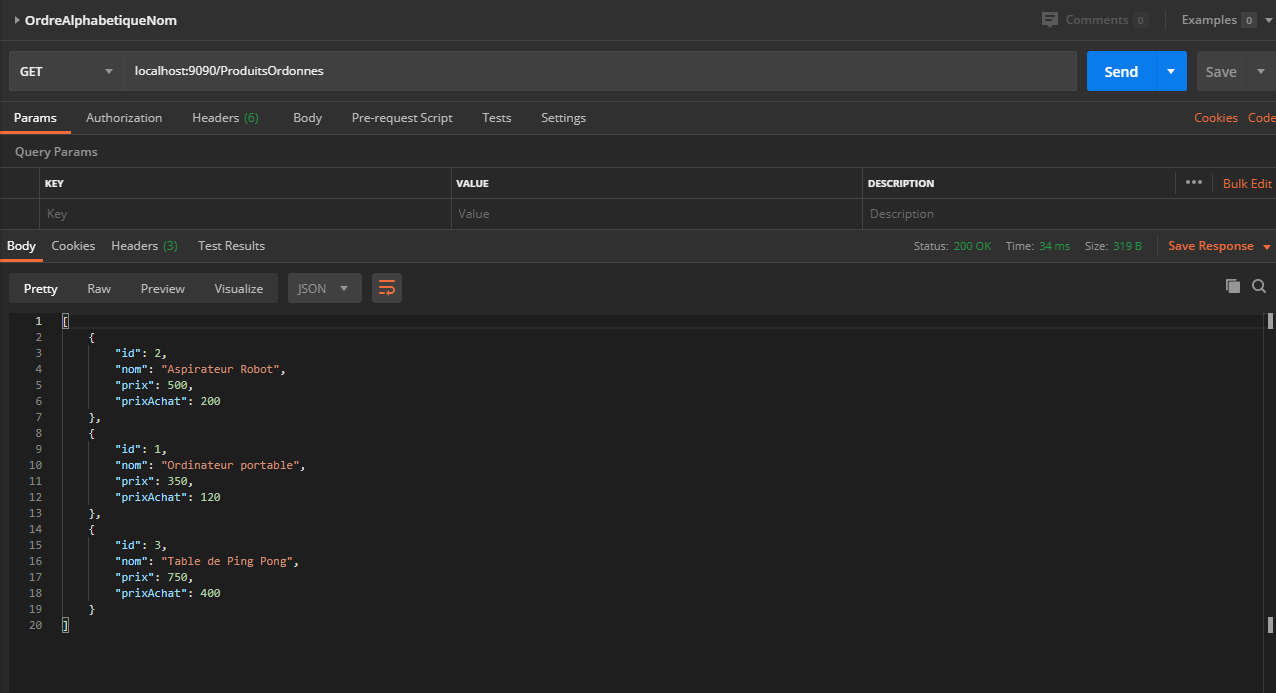 OrdreAlphabetiqueNom Comments 0 Examples 0
GET localhost:9090/ProduitsOrdonnes Send Save
Params Authorization Headers (6) Body Pre-request Script Tests Settings Cookies Code
Query Params
KEY VALUE DESCRIPTION ••• Bulk Edit
Key Value Description
Body Cookies Headers (3) Test Results Status: 200 OK Time: 34 ms Size: 319 B Save Response
Pretty Raw Preview Visualize JSON
1 [
2 {
3 "id": 2,
4 "nom": "Aspirateur Robot",
5 "prix": 500,
6 "prixAchat": 200
7 },
8 {
9 "id": 1,
10 "nom": "Ordinateur portable",
11 "prix": 350,
12 "prixAchat": 120
13 },
14 {
15 "id": 3,
16 "nom": "Table de Ping Pong",
17 "prix": 750,
18 "prixAchat": 400
19 }
20 ]